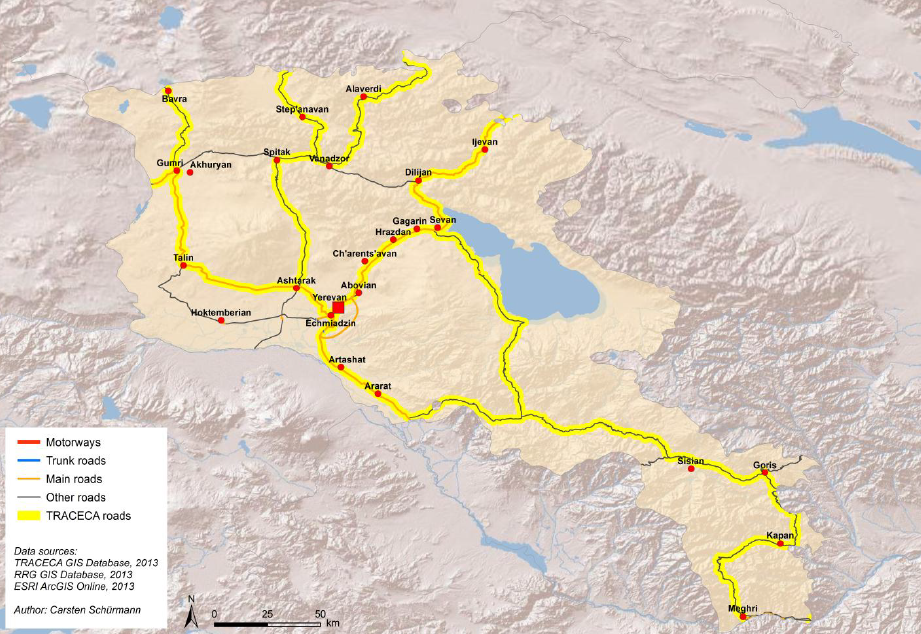 Bavra
Alaverdi
Step'anavan
Ijevan
Spitak
Vanadzor
Gumri
Akhuryan
Dilijan
Gagarin
Sevan
Hrazdan
Ch'arents'avan
Talin
Ashtarak
Abovian
Yerevan
Hoktemberian
Echmiadzin
Artashat
Ararat
Sisian
Goris
Kapan
Meghri
Motorways
Trunk roads
Main roads
Other roads
TRACECA roads
Data sources:
TRACECA GIS Database, 2013
RRG GIS Database, 2013
ESRI ArcGIS Online, 2013
Author: Carsten Schürmann
N
0 25 50
km